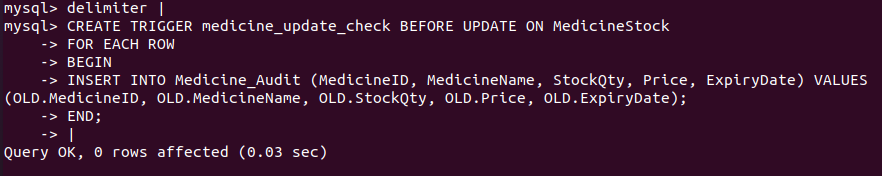 mysql> delimiter |
mysql> CREATE TRIGGER medicine_update_check BEFORE UPDATE ON MedicineStock
    -> FOR EACH ROW
    -> BEGIN
    -> INSERT INTO Medicine_Audit (MedicineID, MedicineName, StockQty, Price, ExpiryDate) VALUES
(OLD.MedicineID, OLD.MedicineName, OLD.StockQty, OLD.Price, OLD.ExpiryDate);
    -> END;
    -> |
Query OK, 0 rows affected (0.03 sec)